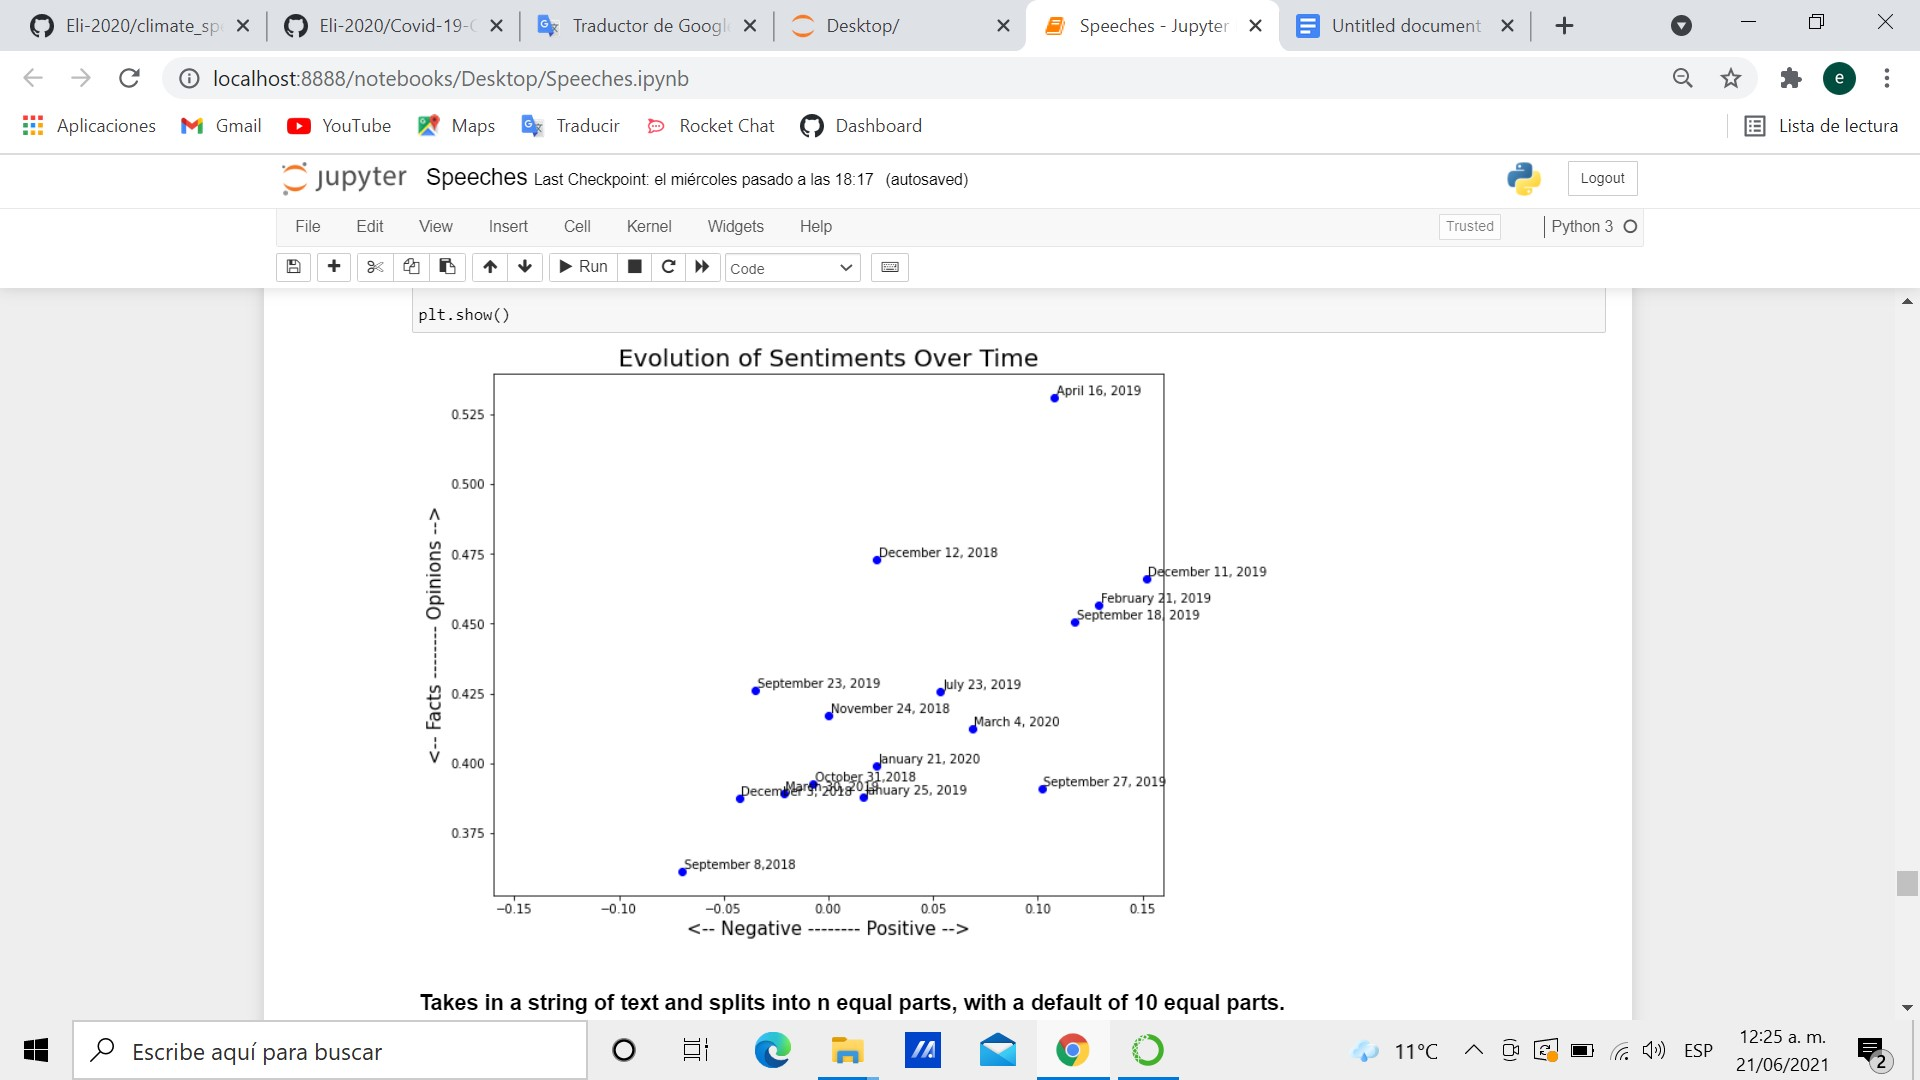 Eli-2020/climate_sp
Eli-2020/Covid-19-C
Traductor de Googl
Desktop/
Speeches - Jupyter
Untitled document
localhost:8888/notebooks/Desktop/Speeches.ipynb
e
Aplicaciones
Gmail
YouTube
Maps
Traducir
Rocket Chat
Dashboard
Lista de lectura
jupyter Speeches Last Checkpoint: el miércoles pasado a las 18:17 (autosaved)
Logout
File Edit View Insert Cell Kernel Widgets Help
Trusted
Python 3
Run
Code
plt.show()
Evolution of Sentiments Over Time
April 16, 2019
0.525
0.500
December 12, 2018
0.475
December 11, 2019
February 21, 2019
September 18, 2019
0.450
September 23, 2019
July 23, 2019
0.425
November 24, 2018
March 4, 2020
January 21, 2020
0.400
October 31,2018
September 27, 2019
March 30, 2019
December 5, 2018
January 25, 2019
0.375
September 8,2018
<-- Facts -------- Opinions -->
−0.15 −0.10 −0.05 0.00 0.05 0.10 0.15
<-- Negative -------- Positive -->
Takes in a string of text and splits into n equal parts, with a default of 10 equal parts.
Escribe aquí para buscar
11°C
ESP
12:25 a. m.
21/06/2021
2